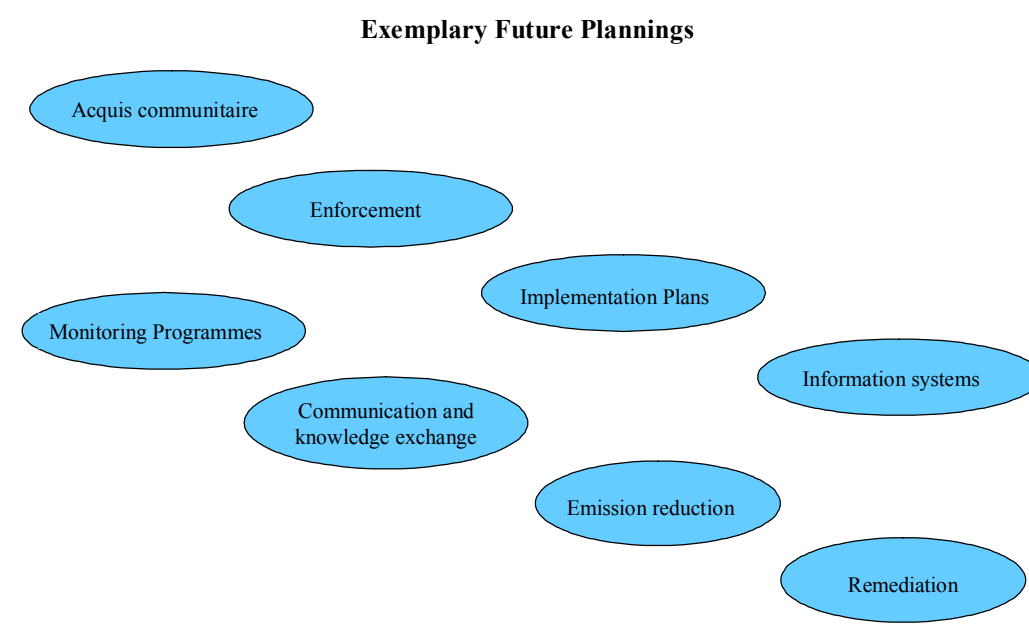 Exemplary Future Plannings
Acquis communitaire
Enforcement
Implementation Plans
Monitoring Programmes
Information systems
Communication and
knowledge exchange
Emission reduction
Remediation